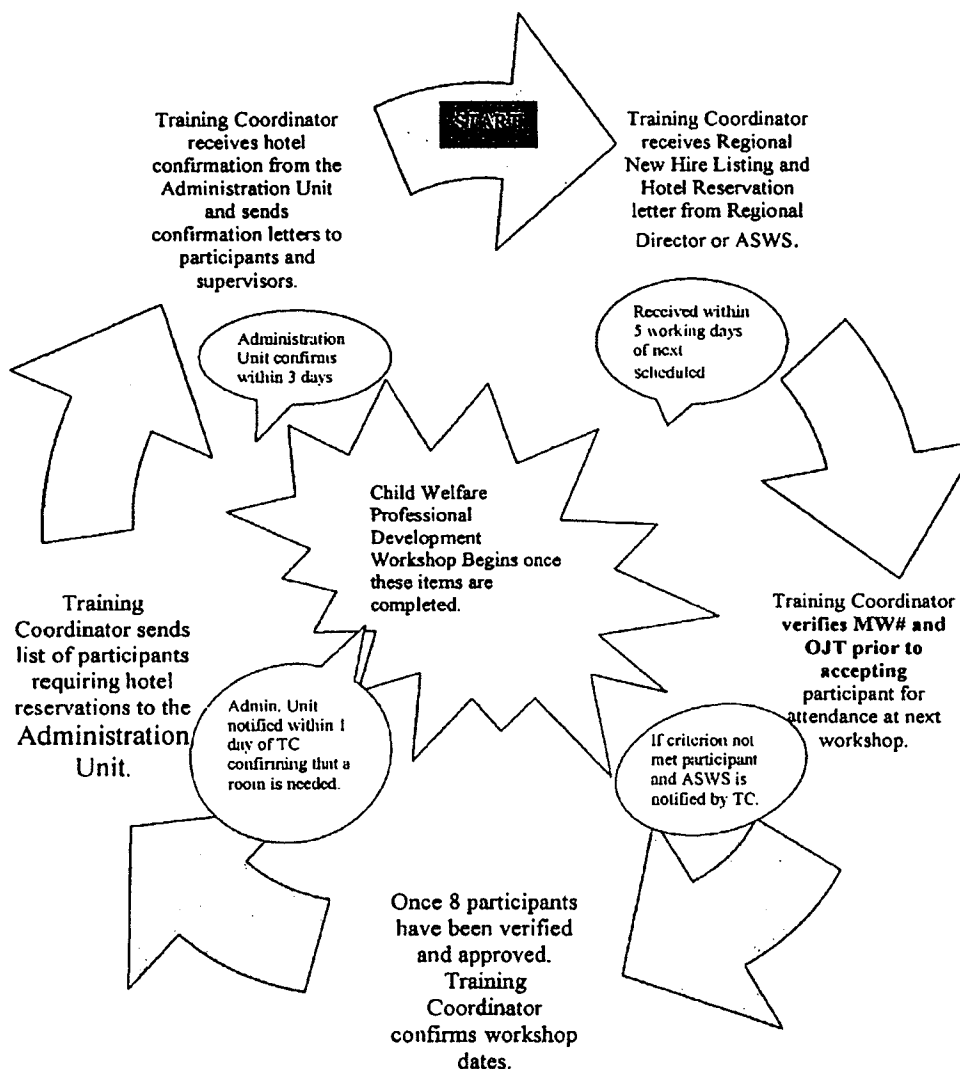 START
Training Coordinator
receives Regional
New Hire Listing and
Hotel Reservation
letter from Regional
Director or ASWS.
Received within
5 working days
of next
scheduled
Training Coordinator
verifies MW# and
OJT prior to
accepting
participant for
attendance at next
workshop.
If criterion not
met participant
and ASWS is
notified by TC.
Once 8 participants
have been verified
and approved.
Training
Coordinator
confirms workshop
dates.
Training
Coordinator sends
list of participants
requiring hotel
reservations to the
Administration
Unit.
Admin. Unit
notified within 1
day of TC
confirming that a
room is needed.
Training Coordinator
receives hotel
confirmation from the
Administration Unit
and sends
confirmation letters to
participants and
supervisors.
Administration
Unit confirms
within 3 days
Child Welfare
Professional
Development
Workshop Begins once
these items are
completed.